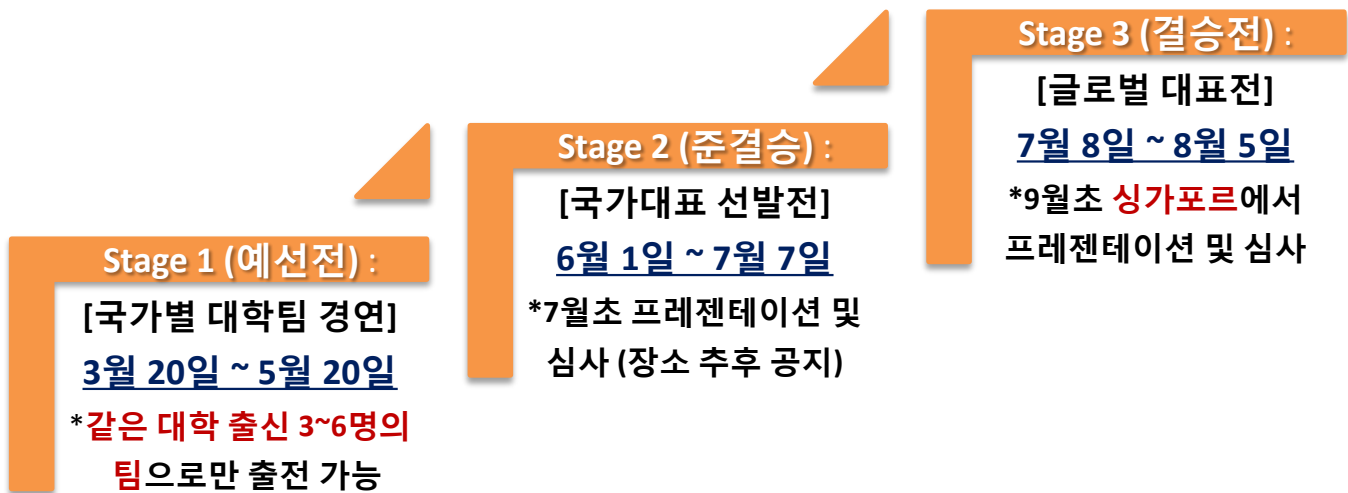 Stage 1 (예선전) :
[국가별 대학팀 경연]
3월 20일 ~ 5월 20일
*같은 대학 출신 3~6명의
팀으로만 출전 가능
Stage 2 (준결승) :
[국가대표 선발전]
6월 1일 ~ 7월 7일
*7월초 프레젠테이션 및
심사 (장소 추후 공지)
Stage 3 (결승전) :
[글로벌 대표전]
7월 8일 ~ 8월 5일
*9월초 싱가포르에서
프레젠테이션 및 심사